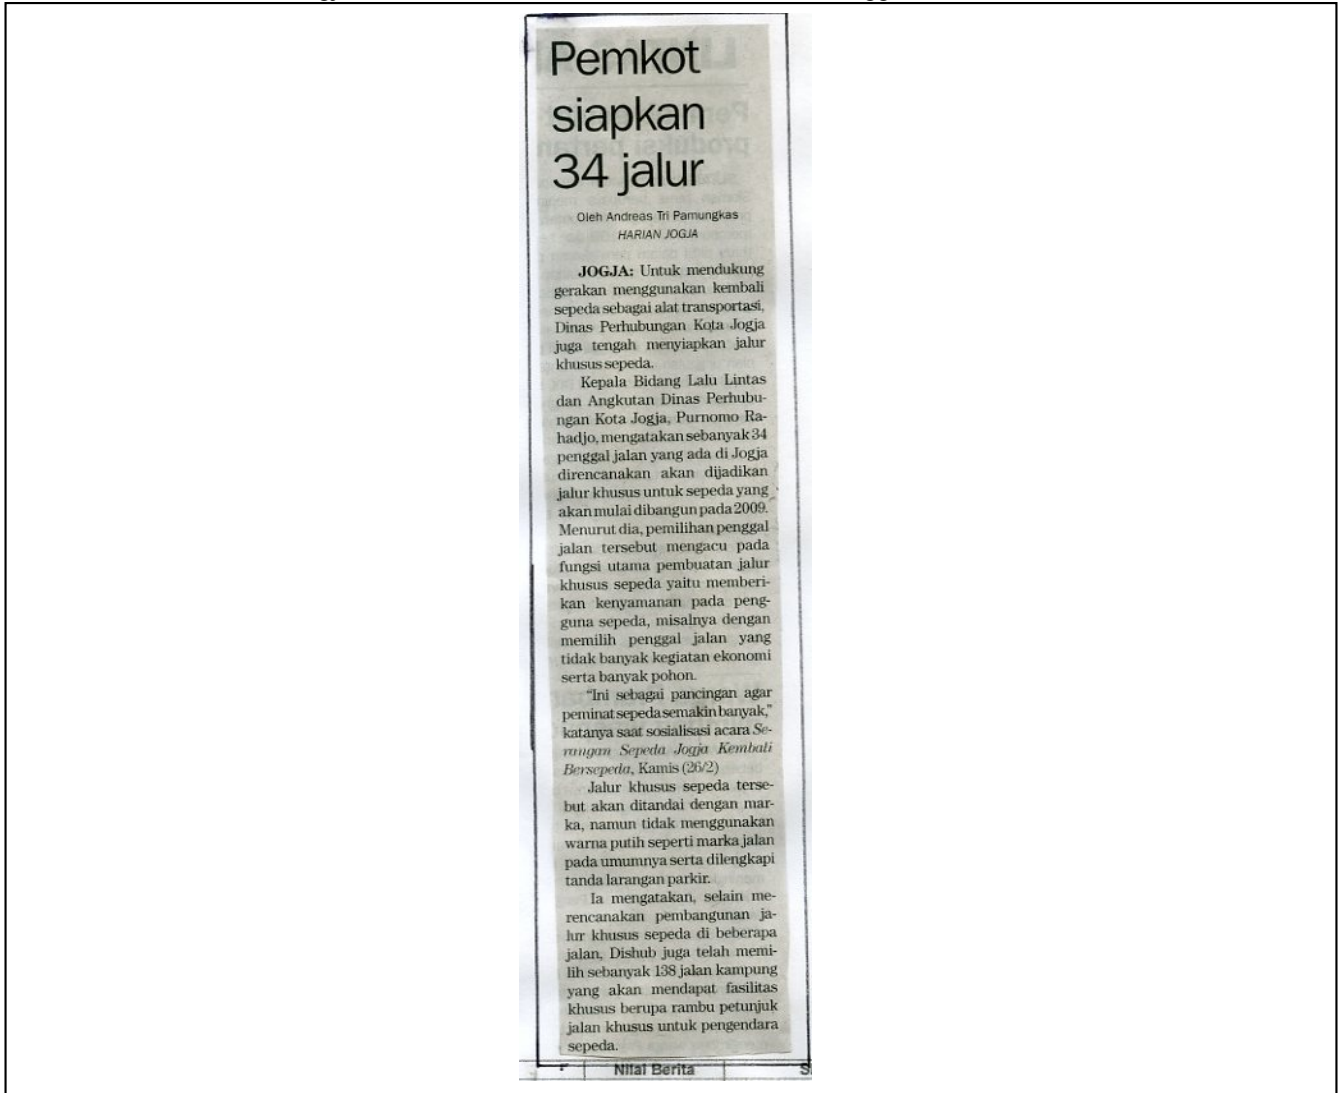 Pemkot
siapkan
34 jalur
Oleh Andreas Tri Pamungkas
HARIAN JOGJA
JOGJA: Untuk mendukung
gerakan menggunakan kembali
sepeda sebagai alat transportasi,
Dinas Perhubungan Kota Jogja
juga tengah menyiapkan jalur
khusus sepeda.
Kepala Bidang Lalu Lintas
dan Angkutan Dinas Perhubu-
ngan Kota Jogja, Purnomo Ra-
hadjo, mengatakan sebanyak 34
penggal jalan yang ada di Jogja
direncanakan akan dijadikan
jalur khusus untuk sepeda yang
akan mulai dibangun pada 2009.
Menurut dia, pemilihan penggal
jalan tersebut mengacu pada
fungsi utama pembuatan jalur
khusus sepeda yaitu memberi-
kan kenyamanan pada peng-
guna sepeda, misalnya dengan
memilih penggal jalan yang
tidak banyak kegiatan ekonomi
serta banyak pohon.
"Ini sebagai pancingan agar
peminat sepeda semakin banyak,"
katanya saat sosialisasi acara Se-
rangan Sepeda Jogja Kembali
Bersepeda, Kamis (26/2)
Jalur khusus sepeda terse-
but akan ditandai dengan mar-
ka, namun tidak menggunakan
warna putih seperti marka jalan
pada umumnya serta dilengkapi
tanda larangan parkir.
Ia mengatakan, selain me-
rencanakan pembangunan ja-
lur khusus sepeda di beberapa
jalan, Dishub juga telah memi-
lih sebanyak 138 jalan kampung
yang akan mendapat fasilitas
khusus berupa rambu petunjuk
jalan khusus untuk pengendara
sepeda.
Nilai Berita